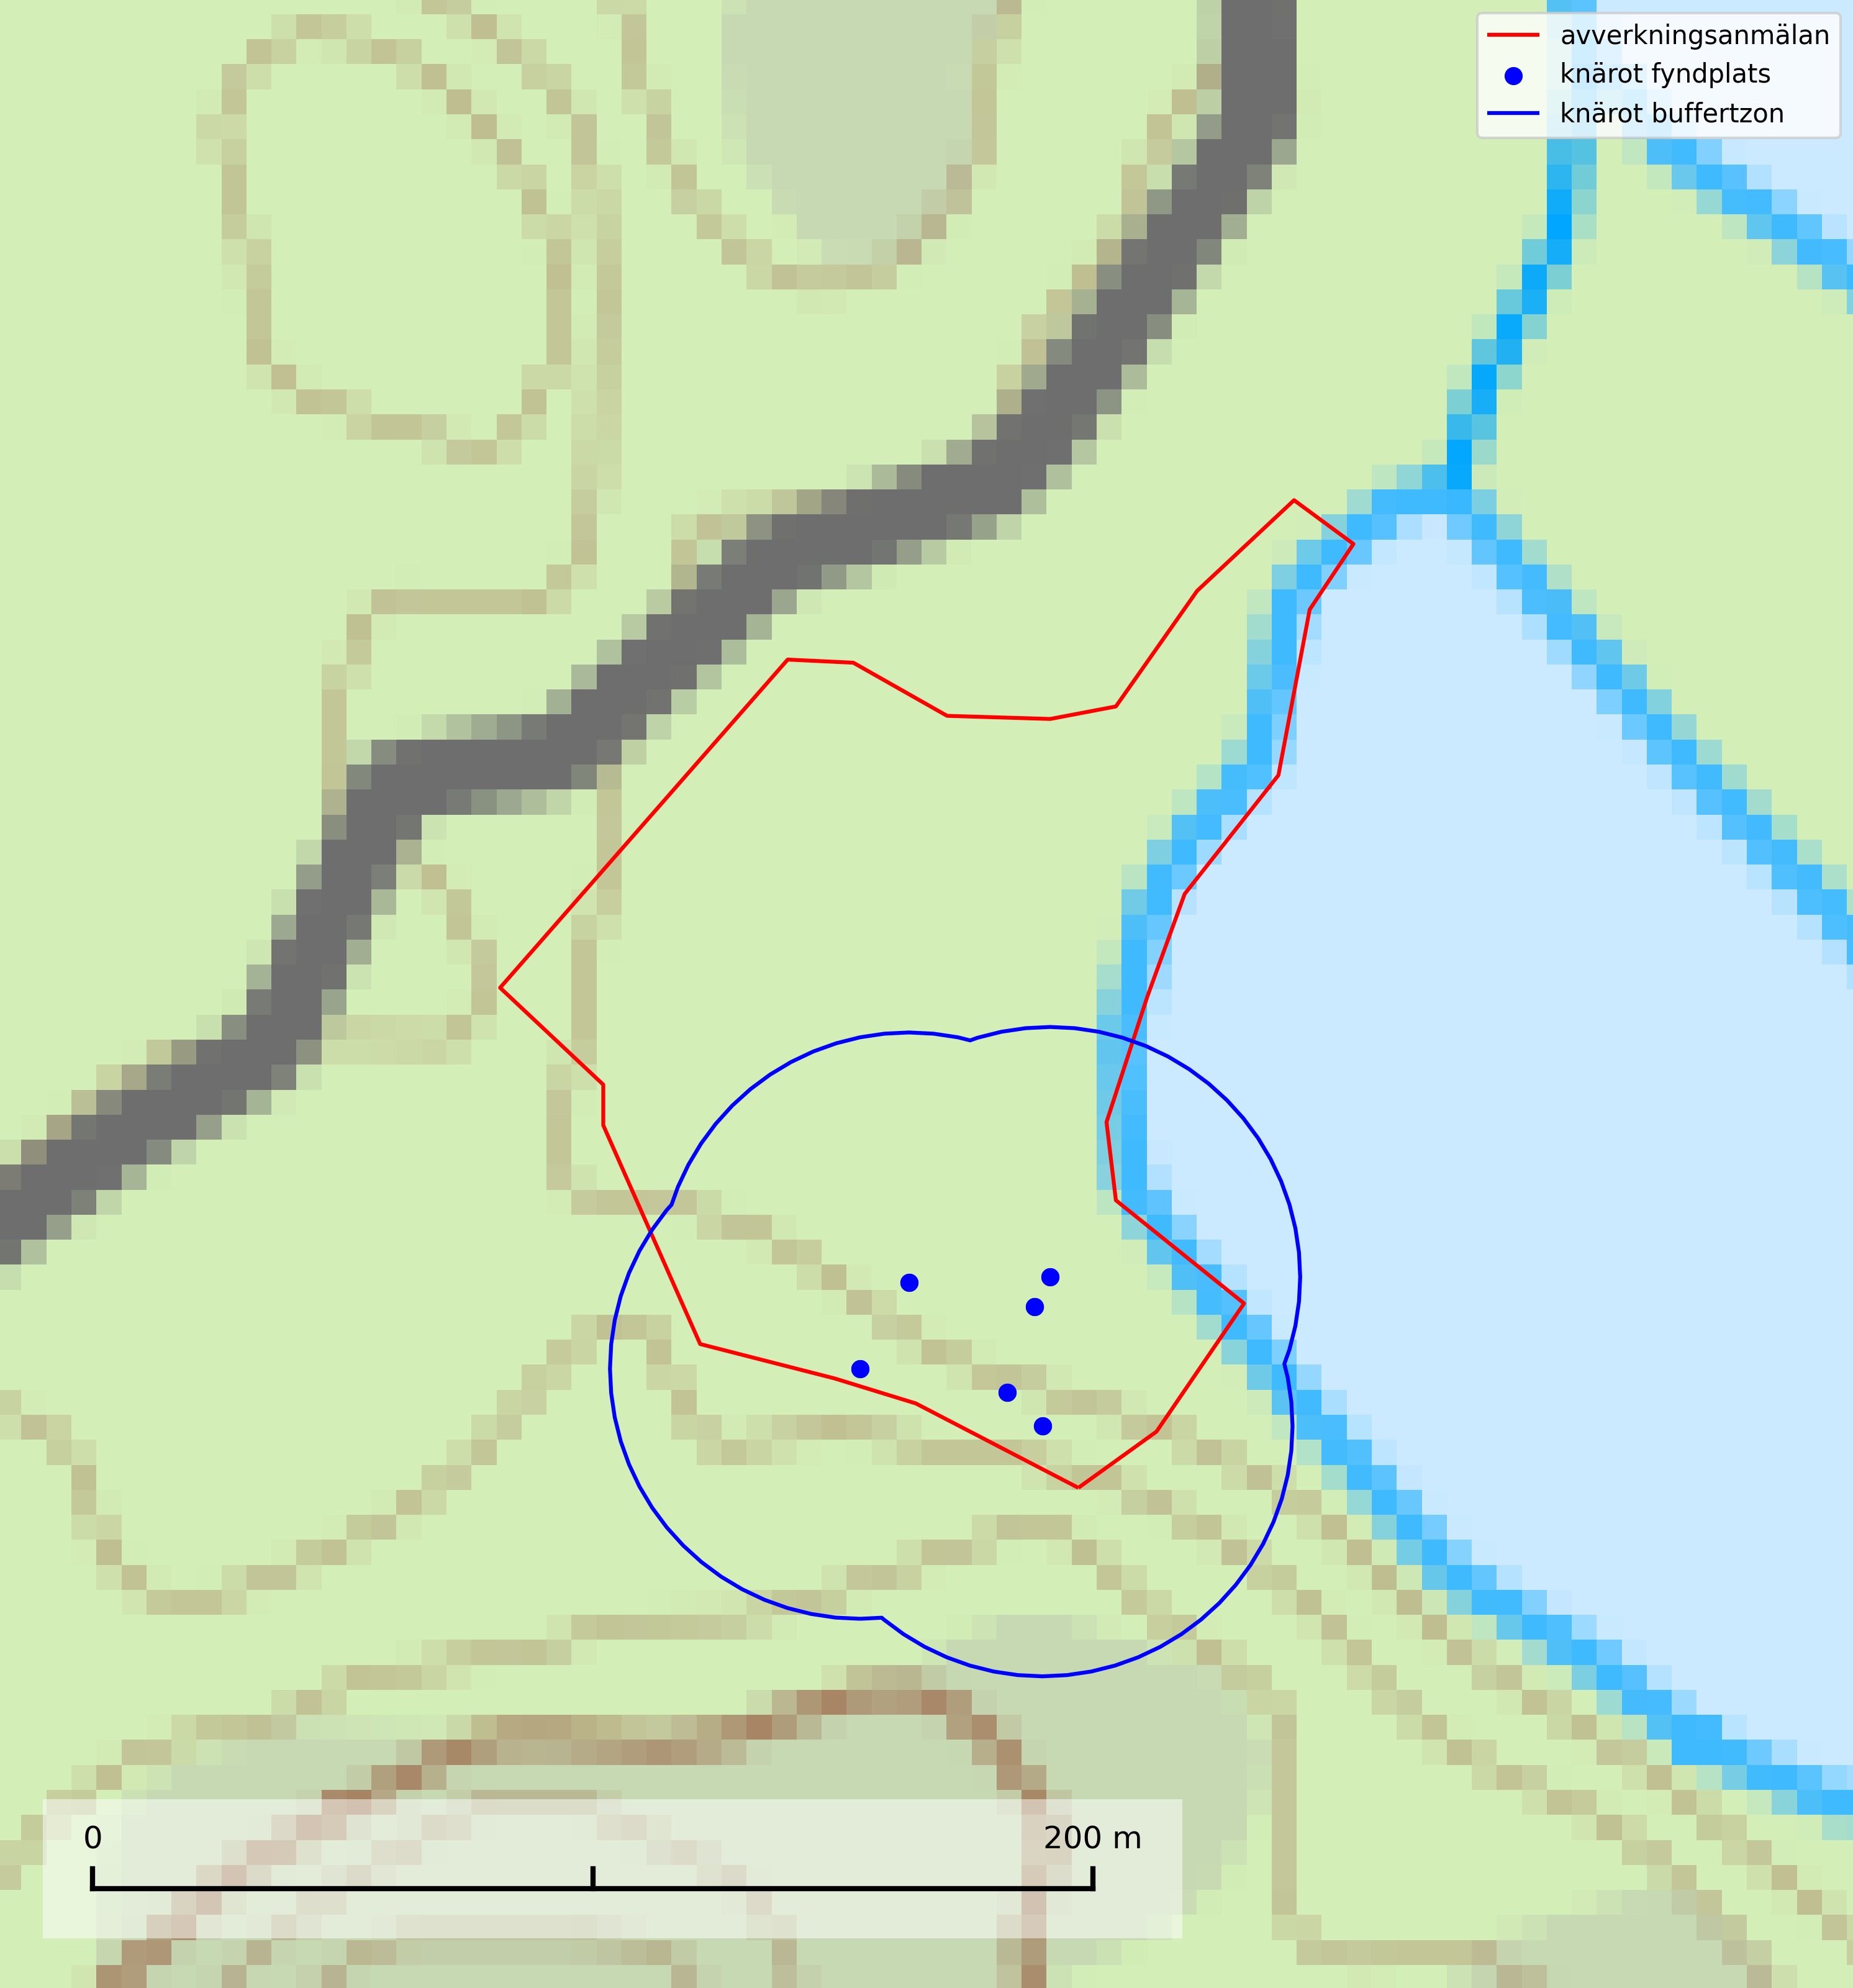 avverkningsanmälan
knärot fyndplats
knärot buffertzon
0 200 m